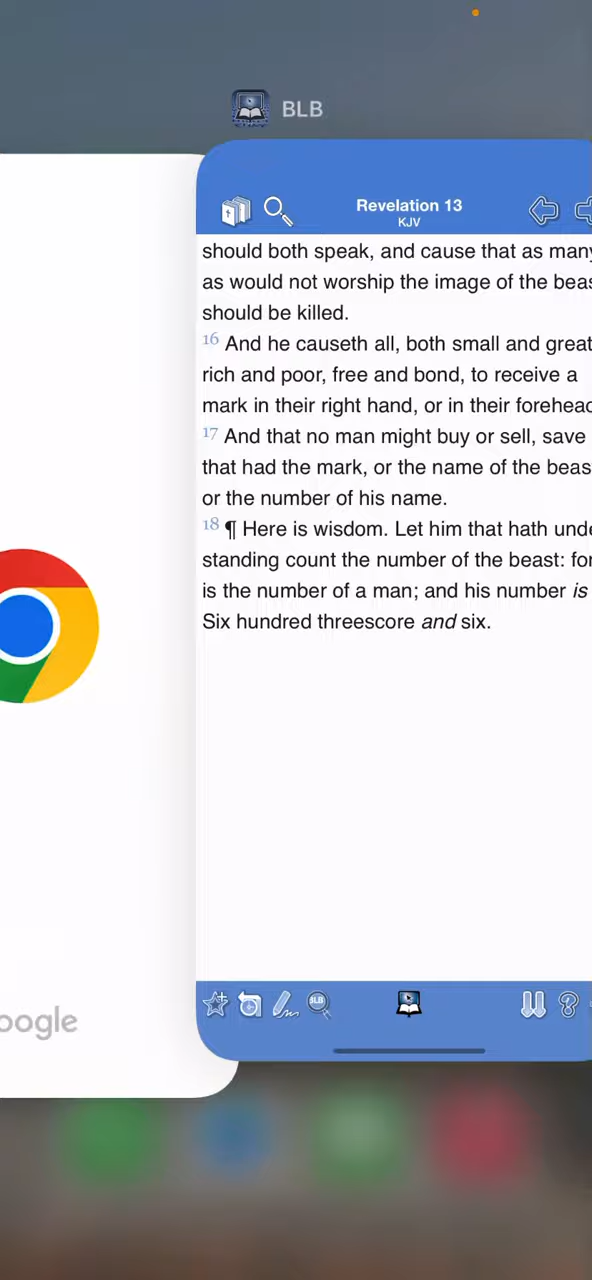 BLB
Revelation 13
KJV
should both speak, and cause that as many
as would not worship the image of the beas
should be killed.
16 And he causeth all, both small and great
rich and poor, free and bond, to receive a
mark in their right hand, or in their forehead
17 And that no man might buy or sell, save
that had the mark, or the name of the beas
or the number of his name.
18 ¶ Here is wisdom. Let him that hath unde
standing count the number of the beast: for
is the number of a man; and his number is
Six hundred threescore and six.
BLB
oogle